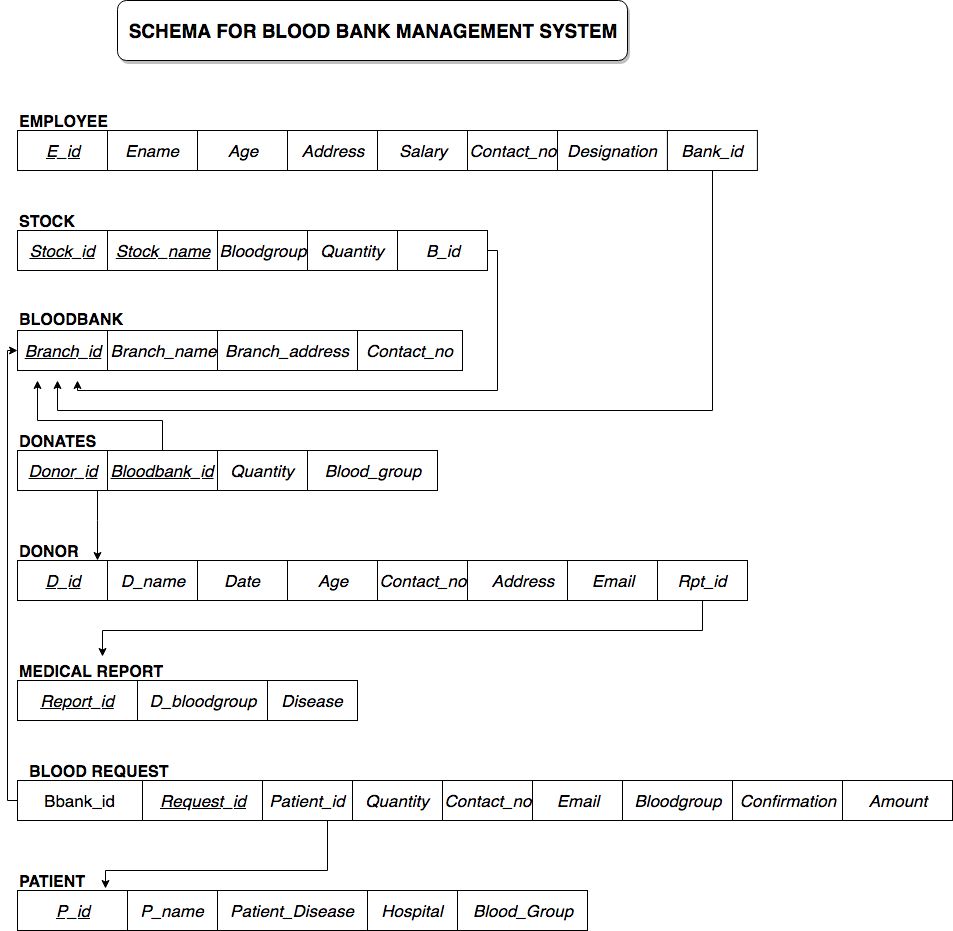 SCHEMA FOR BLOOD BANK MANAGEMENT SYSTEM
EMPLOYEE
E_id Ename Age Address Salary Contact_no Designation Bank_id
STOCK
Stock_id Stock_name Bloodgroup Quantity B_id
BLOODBANK
Branch_id Branch_name Branch_address Contact_no
DONATES
Donor_id Bloodbank_id Quantity Blood_group
DONOR
D_id D_name Date Age Contact_no Address Email Rpt_id
MEDICAL REPORT
Report_id D_bloodgroup Disease
BLOOD REQUEST
Bbank_id Request_id Patient_id Quantity Contact_no Email Bloodgroup Confirmation Amount
PATIENT
P_id P_name Patient_Disease Hospital Blood_Group